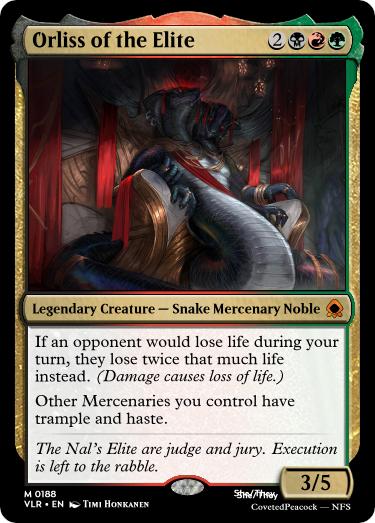 Orliss of the Elite 2
Legendary Creature — Snake Mercenary Noble
If an opponent would lose life during your
turn, they lose twice that much life
instead. (Damage causes loss of life.)
Other Mercenaries you control have
trample and haste.
The Nal's Elite are judge and jury. Execution
is left to the rabble.
3/5
M 0188
VLR • EN Timi Honkanen
She/They
CovetedPeacock — NFS